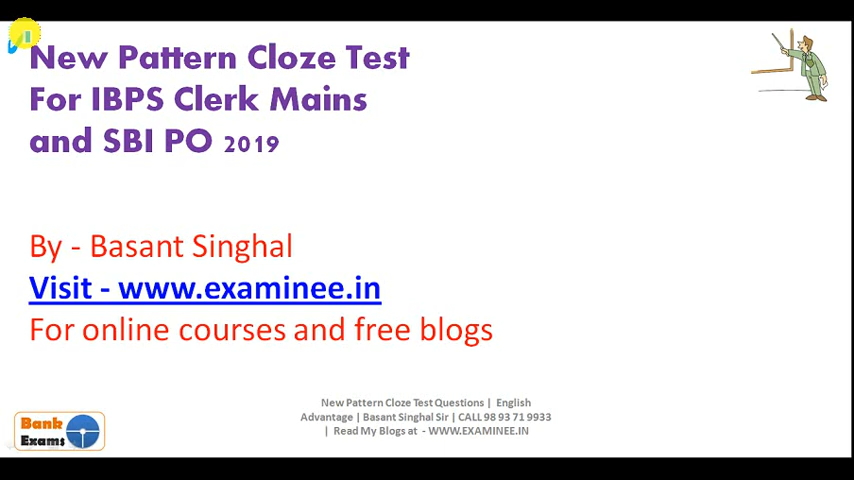 New Pattern Cloze Test
For IBPS Clerk Mains
and SBI PO 2019
By - Basant Singhal
Visit - www.examinee.in
For online courses and free blogs
New Pattern Cloze Test Questions | English
Advantage | Basant Singhal Sir | CALL 98 93 71 9933
| Read My Blogs at - WWW.EXAMINEE.IN
Bank
Exams